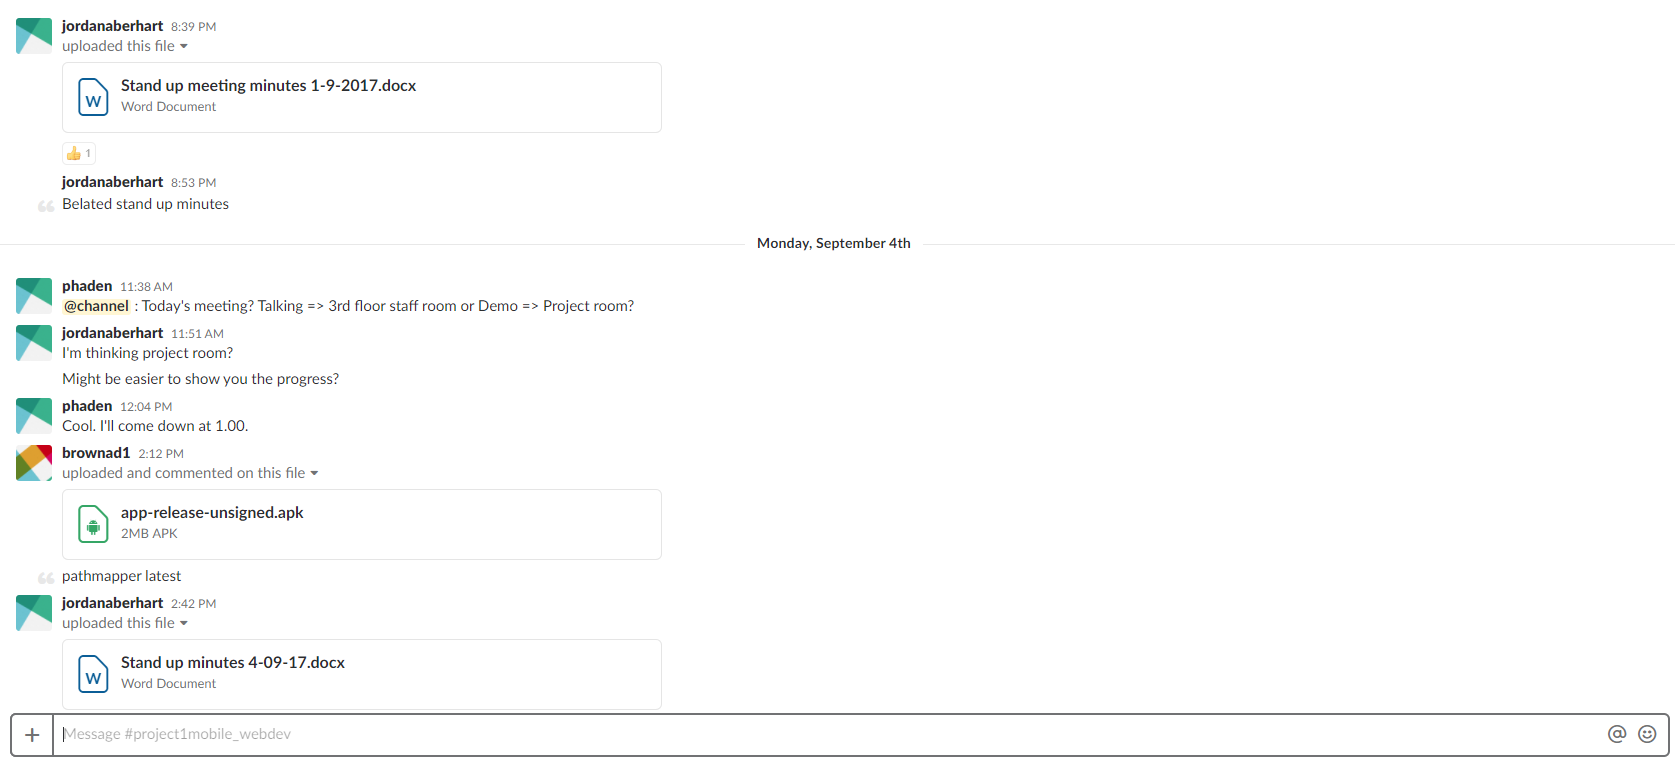 jordanaberhart 8:39 PM
uploaded this file
Stand up meeting minutes 1-9-2017.docx
W
Word Document
👍 1
jordanaberhart 8:53 PM
Belated stand up minutes
Monday, September 4th
phaden 11:38 AM
@channel : Today's meeting? Talking => 3rd floor staff room or Demo => Project room?
jordanaberhart 11:51 AM
I'm thinking project room?
Might be easier to show you the progress?
phaden 12:04 PM
Cool. I'll come down at 1.00.
brownad1 2:12 PM
uploaded and commented on this file
app-release-unsigned.apk
2MB APK
pathmapper latest
jordanaberhart 2:42 PM
uploaded this file
Stand up minutes 4-09-17.docx
W
Word Document
+ Message #project1mobile_webdev @